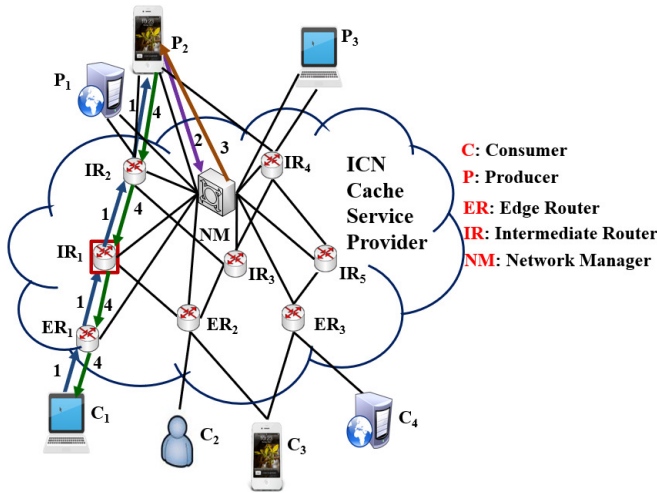 P2
P3
P1
1
4
2
3
IR2
IR4
ICN
Cache
Service
Provider
C: Consumer
P: Producer
ER: Edge Router
IR: Intermediate Router
NM: Network Manager
1
4
NM
IR1
IR3
IR5
1
4
ER1
ER2
ER3
1
4
C1
C2
C3
C4